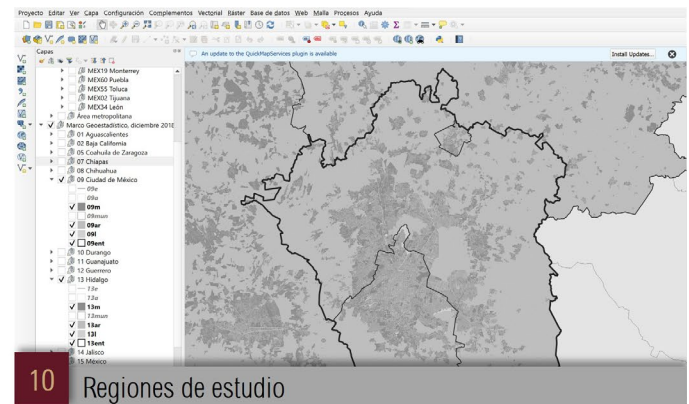 Proyecto Editar Ver Capa Configuración Complementos Vectorial Ráster Base de datos Web Malla Procesos Ayuda
Capas
An update to the QuickMapServices plugin is available
Install Updates...
MEX19 Monterrey
MEX60 Puebla
MEX55 Toluca
MEX02 Tijuana
MEX34 León
Área metropolitana
Marco Geoestadístico, diciembre 2018
01 Aguascalientes
02 Baja California
05 Coahuila de Zaragoza
07 Chiapas
08 Chihuahua
09 Ciudad de México
09e
09a
09m
09mun
09ar
09l
09ent
10 Durango
11 Guanajuato
12 Guerrero
13 Hidalgo
13e
13a
13m
13mun
13ar
13l
13ent
14 Jalisco
15 México
10 Regiones de estudio